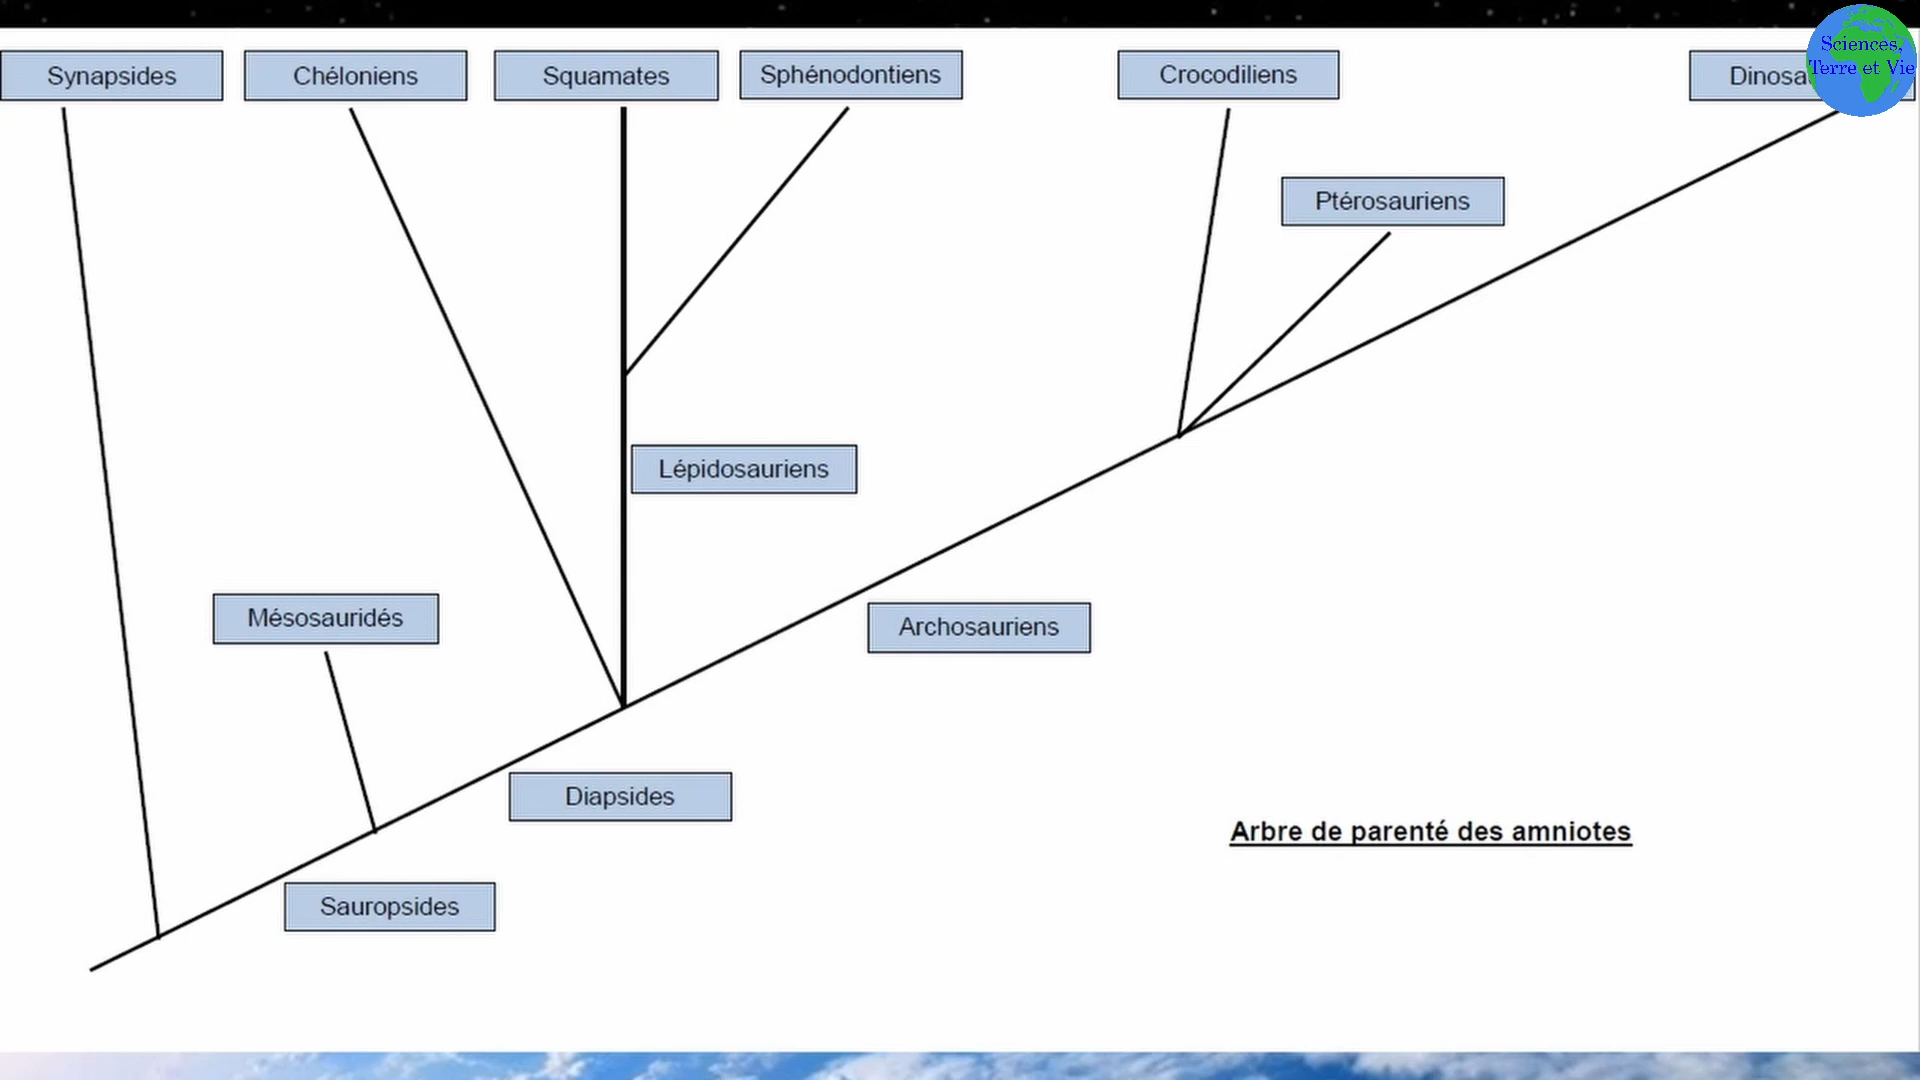 Synapsides
Chéloniens
Squamates
Sphénodontiens
Crocodiliens
Sciences,
Terre et Vie
Ptérosauriens
Lépidosauriens
Mésosauridés
Archosauriens
Diapsides
Arbre de parenté des amniotes
Sauropsides